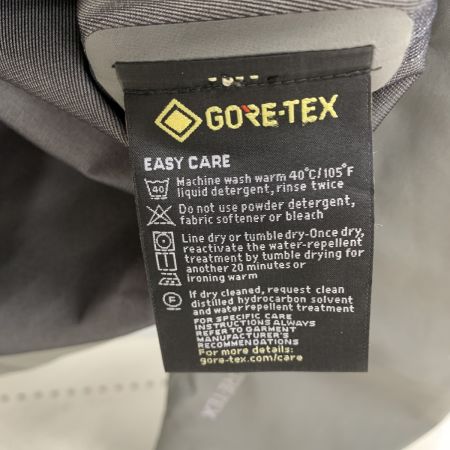 GORE-TEX
EASY CARE
40
Machine wash warm 40°C/105°F
liquid detergent, rinse twice
Do not use powder detergent,
fabric softener or bleach
Line dry or tumble dry-Once dry,
reactivate the water-repellent
treatment by tumble drying for
another 20 minutes or
ironing warm
F
If dry cleaned, request clean
distilled hydrocarbon solvent
and water-repellent treatment
FOR SPECIFIC CARE
INSTRUCTIONS ALWAYS
REFER TO GARMENT
MANUFACTURER'S LABEL
For more details:
gore-tex.com/care